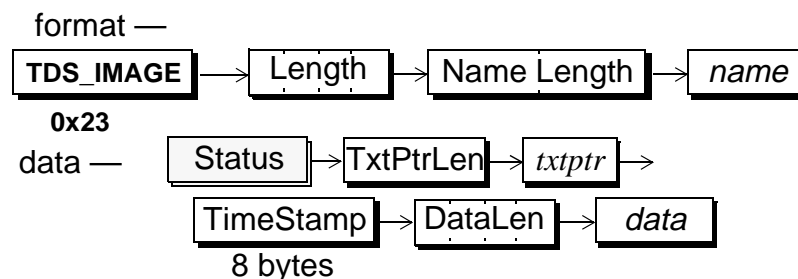 format —
TDS_IMAGE Length Name Length name
0x23
data — Status TxtPtrLen txtptr
TimeStamp DataLen data
8 bytes